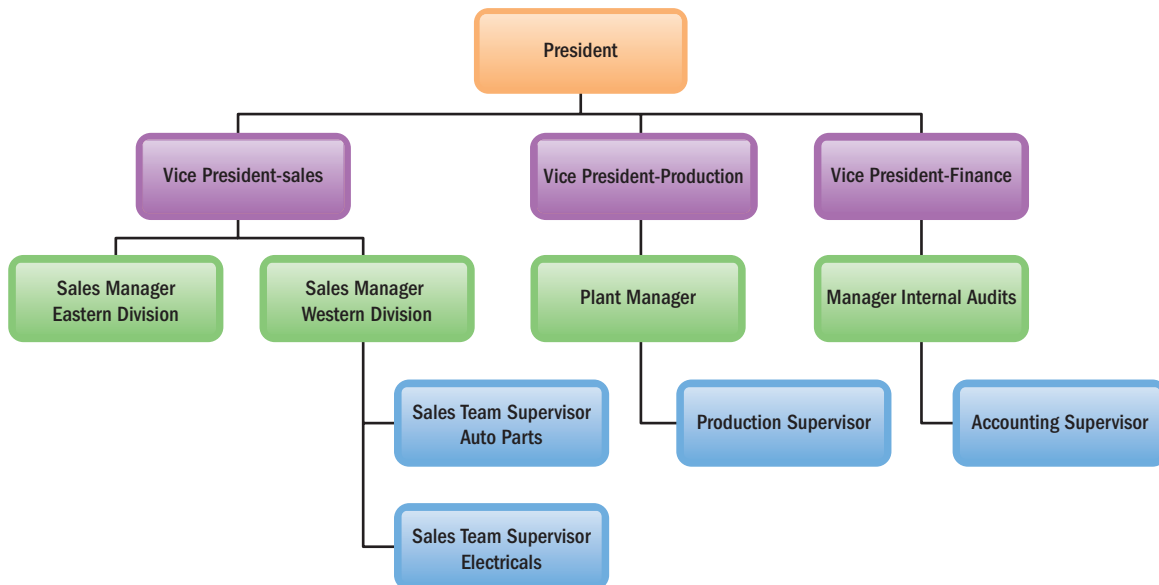 President
Vice President-sales
Vice President-Production
Vice President-Finance
Sales Manager
Eastern Division
Sales Manager
Western Division
Plant Manager
Manager Internal Audits
Sales Team Supervisor
Auto Parts
Production Supervisor
Accounting Supervisor
Sales Team Supervisor
Electricals